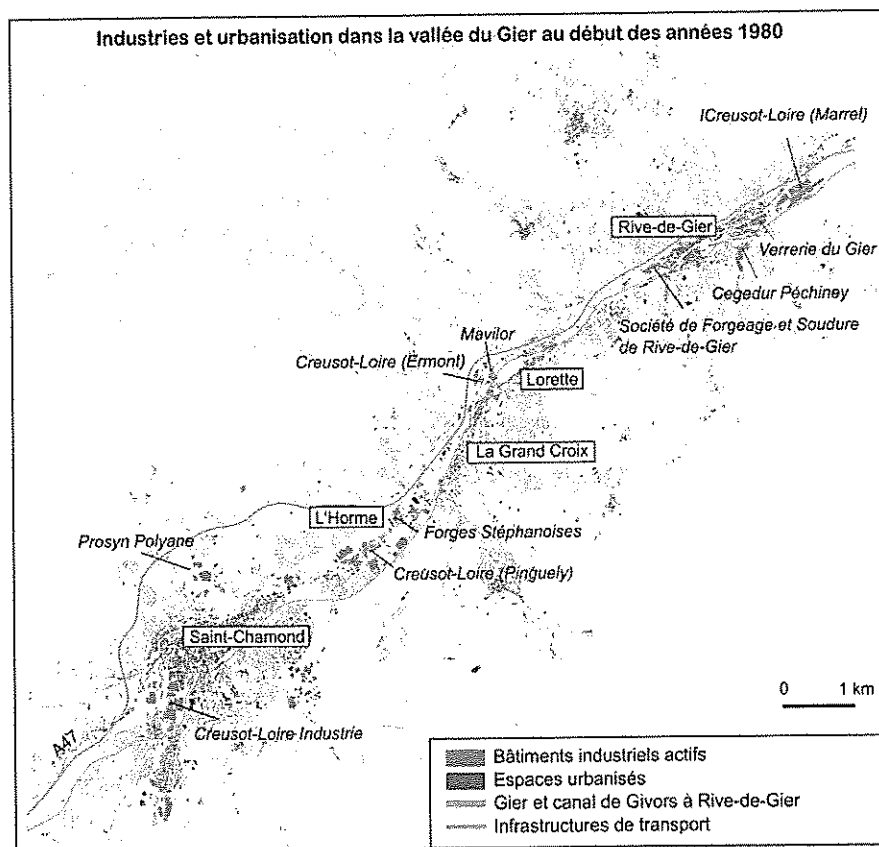 Industries et urbanisation dans la vallée du Gier au début des années 1980
ICreusot-Loire (Marrel)
Rive-de-Gier
Verrerie du Gier
Cegedur Péchiney
Société de Forgeage et Soudure
de Rive-de-Gier
Mavilor
Creusot-Loire (Ermont)
Lorette
La Grand Croix
L'Horme
Forges Stéphanoises
Prosyn Polyane
Creusot-Loire (Pinguely)
Saint-Chamond
0 1 km
Creusot-Loire Industrie
A47
Bâtiments industriels actifs
Espaces urbanisés
Gier et canal de Givors à Rive-de-Gier
Infrastructures de transport